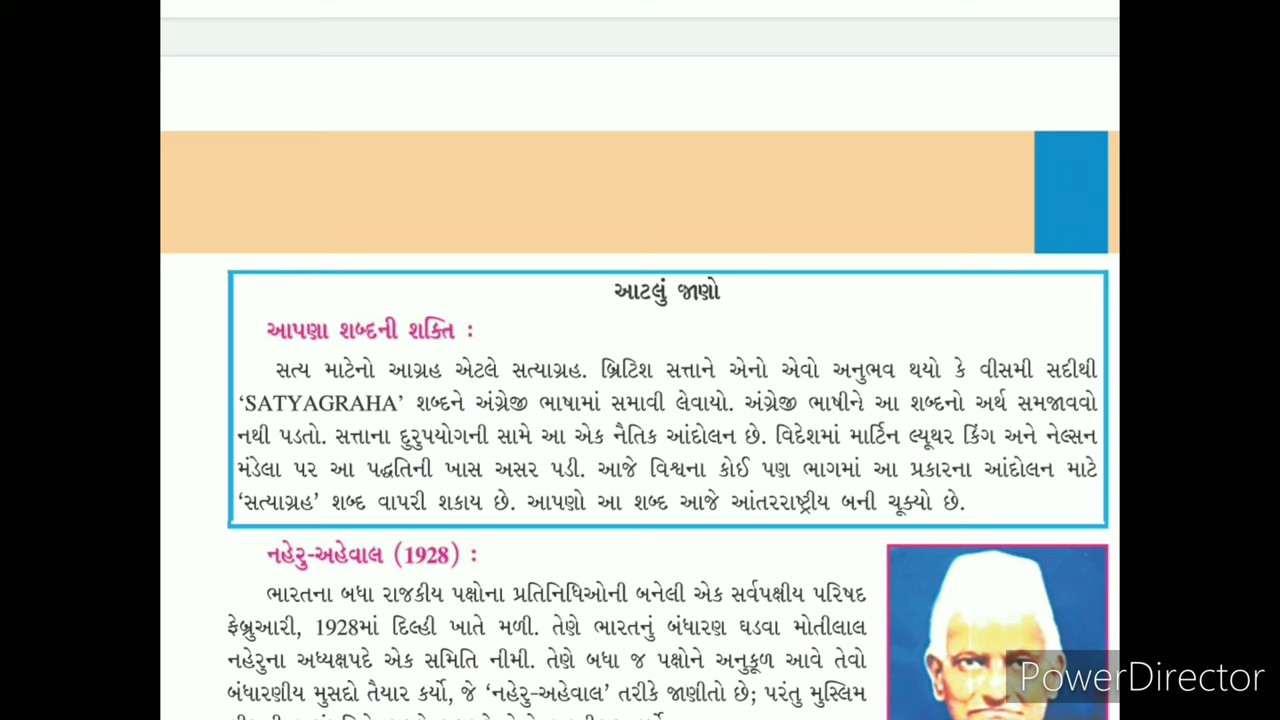 આટલું જાણો
આપણા શબ્દની શક્તિ :
સત્ય માટેનો આગ્રહ એટલે સત્યાગ્રહ. બ્રિટિશ સત્તાને એનો એવો અનુભવ થયો કે વીસમી સદીથી
‘SATYAGRAHA’ શબ્દને અંગ્રેજી ભાષામાં સમાવી લેવાયો. અંગ્રેજી ભાષીને આ શબ્દનો અર્થ સમજાવવો
નથી પડતો. સત્તાના દુરુપયોગની સામે આ એક નૈતિક આંદોલન છે. વિદેશમાં માર્ટિન લ્યૂથર કિંગ અને નેલ્સન
મંડેલા પર આ પદ્ધતિની ખાસ અસર પડી. આજે વિશ્વના કોઈ પણ ભાગમાં આ પ્રકારના આંદોલન માટે
‘સત્યાગ્રહ’ શબ્દ વાપરી શકાય છે. આપણો આ શબ્દ આજે આંતરરાષ્ટ્રીય બની ચૂક્યો છે.
નહેરુ-અહેવાલ (1928) :
ભારતના બધા રાજકીય પક્ષોના પ્રતિનિધિઓની બનેલી એક સર્વપક્ષીય પરિષદ
ફેબ્રુઆરી, 1928માં દિલ્હી ખાતે મળી. તેણે ભારતનું બંધારણ ઘડવા મોતીલાલ
નહેરુના અધ્યક્ષપદે એક સમિતિ નીમી. તેણે બધા જ પક્ષોને અનુકૂળ આવે તેવો
બંધારણીય મુસદ્દો તૈયાર કર્યો, જે ‘નહેરુ-અહેવાલ’ તરીકે જાણીતો છે; પરંતુ મુસ્લિમ
PowerDirector